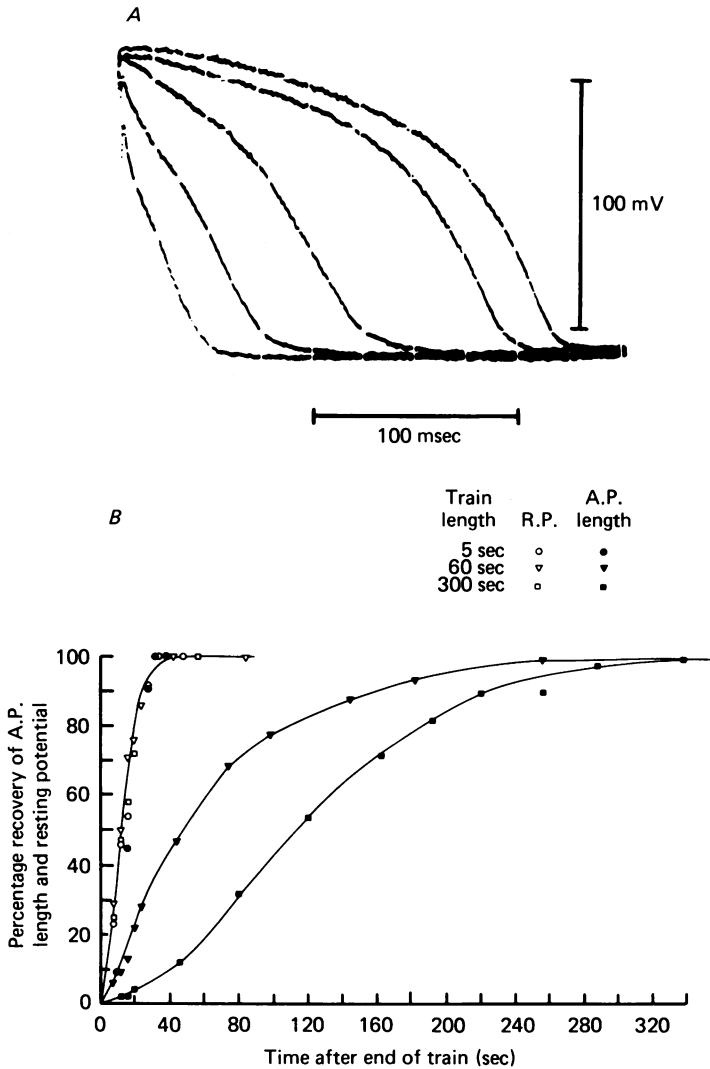 A
100 mV
100 msec
B
Train length R.P. A.P. length
5 sec
60 sec
300 sec
Percentage recovery of A.P.
length and resting potential
100
80
60
40
20
0
0 40 80 120 160 200 240 280 320
Time after end of train (sec)